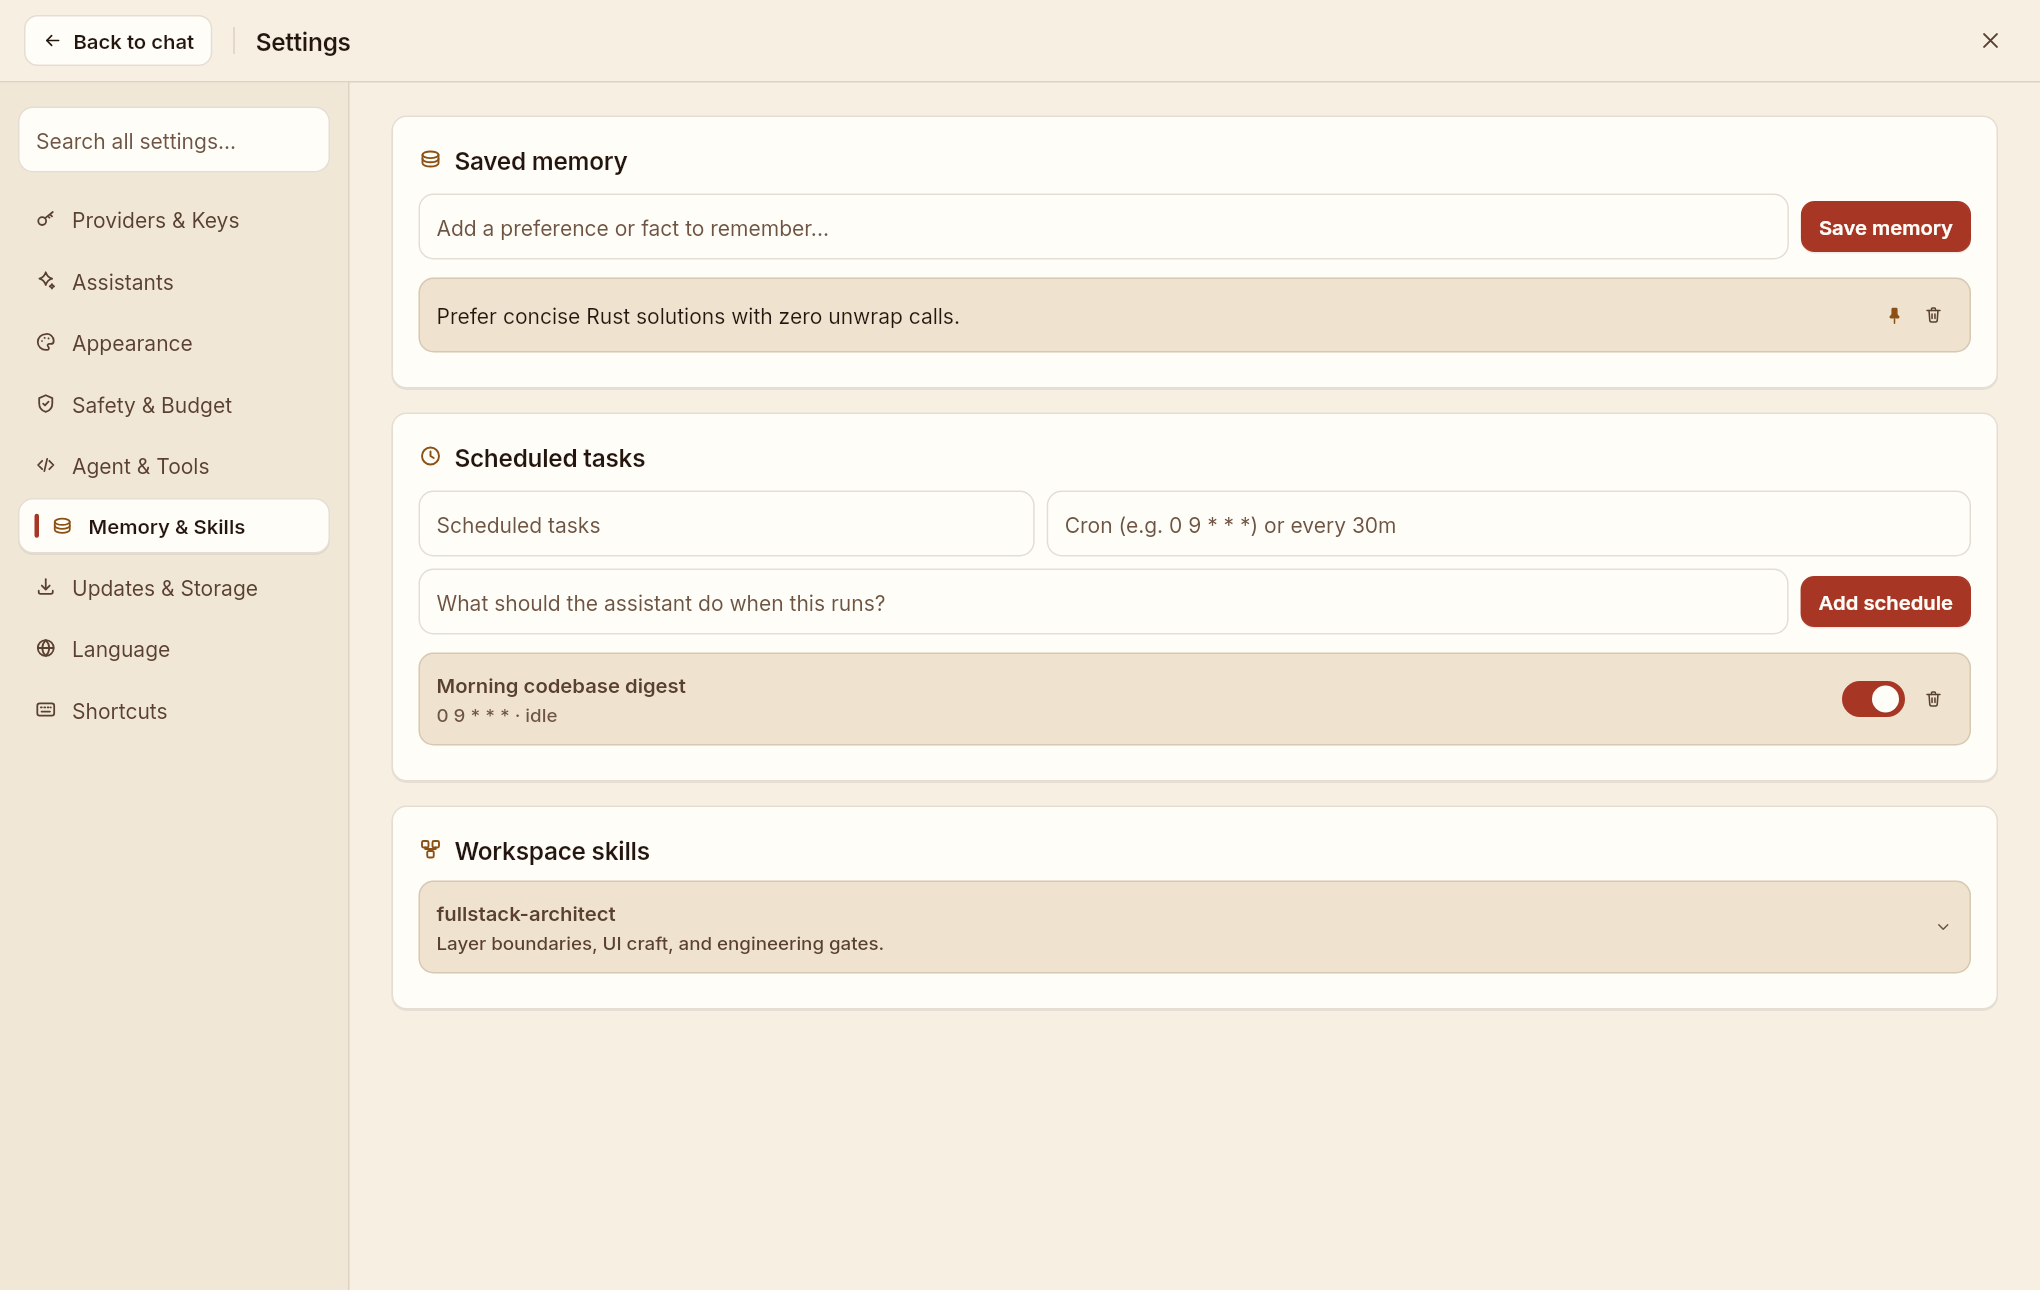 Back to chat
Settings
Search all settings...
Providers & Keys
Assistants
Appearance
Safety & Budget
Agent & Tools
Memory & Skills
Updates & Storage
Language
Shortcuts
Saved memory
Add a preference or fact to remember...
Save memory
Prefer concise Rust solutions with zero unwrap calls.
Scheduled tasks
Scheduled tasks
Cron (e.g. 0 9 * * *) or every 30m
What should the assistant do when this runs?
Add schedule
Morning codebase digest
0 9 * * * · idle
Workspace skills
fullstack-architect
Layer boundaries, UI craft, and engineering gates.